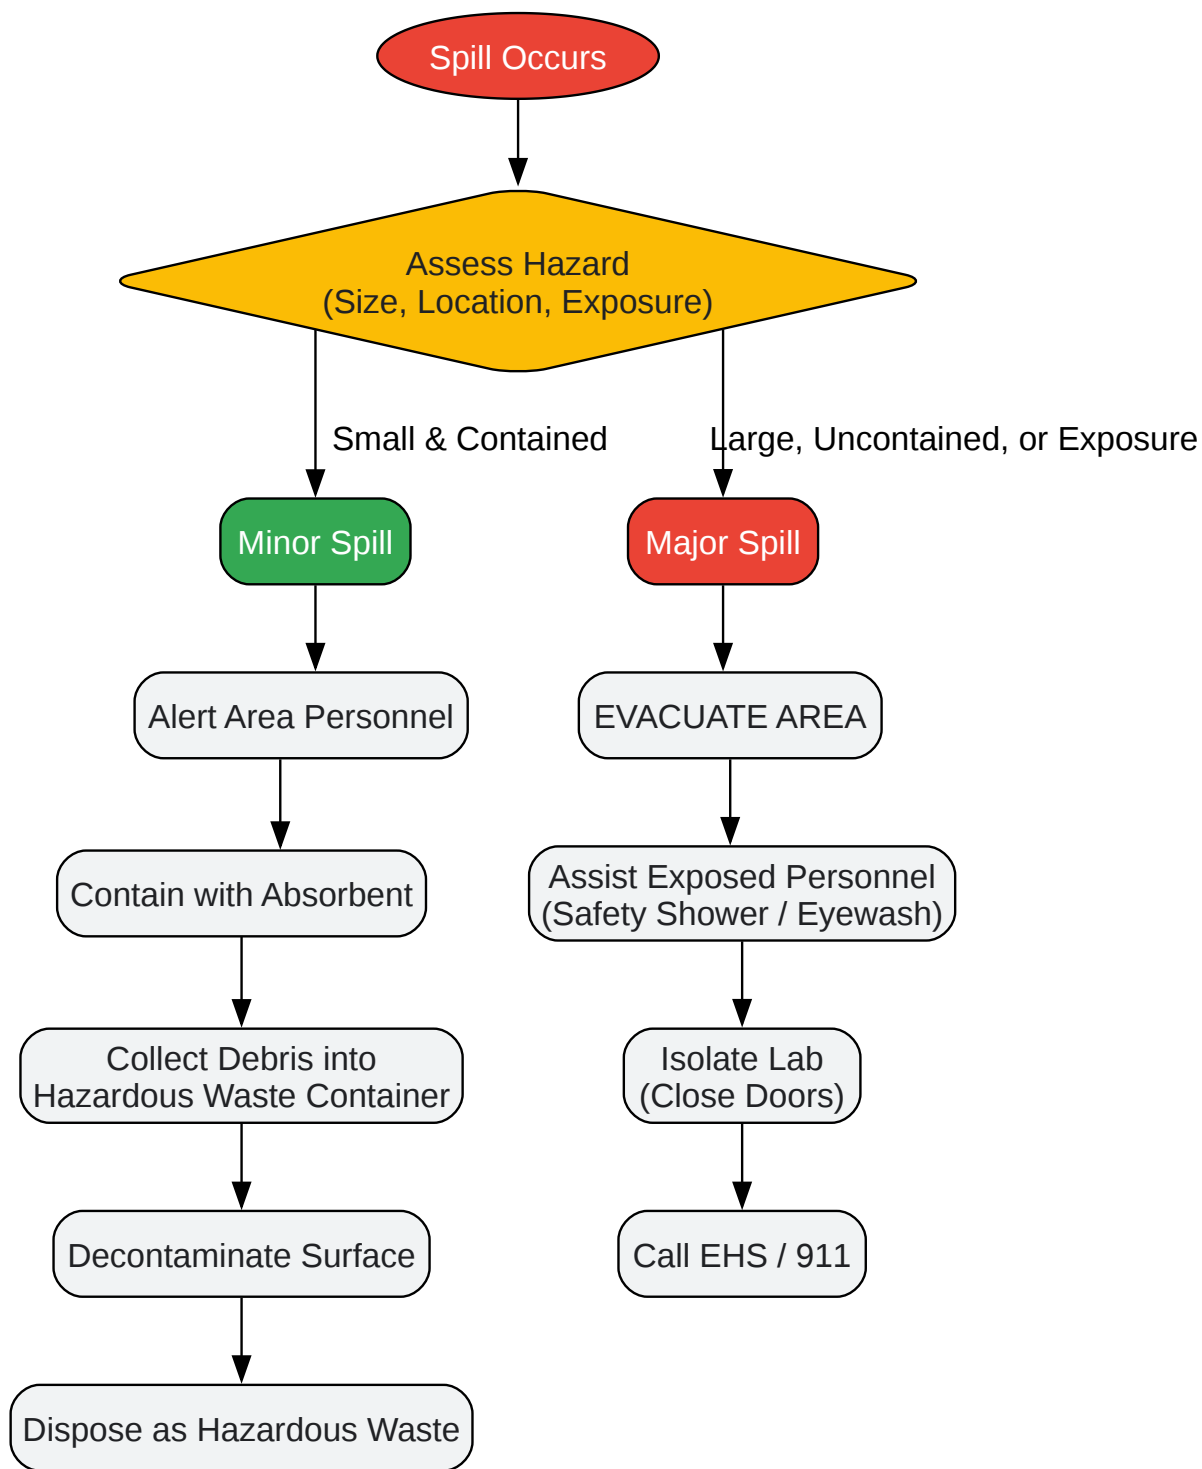 Spill Occurs
Assess Hazard
(Size, Location, Exposure)
Small & Contained
Large, Uncontained, or Exposure
Minor Spill
Major Spill
Alert Area Personnel
EVACUATE AREA
Contain with Absorbent
Assist Exposed Personnel
(Safety Shower / Eyewash)
Collect Debris into
Hazardous Waste Container
Isolate Lab
(Close Doors)
Decontaminate Surface
Call EHS / 911
Dispose as Hazardous Waste